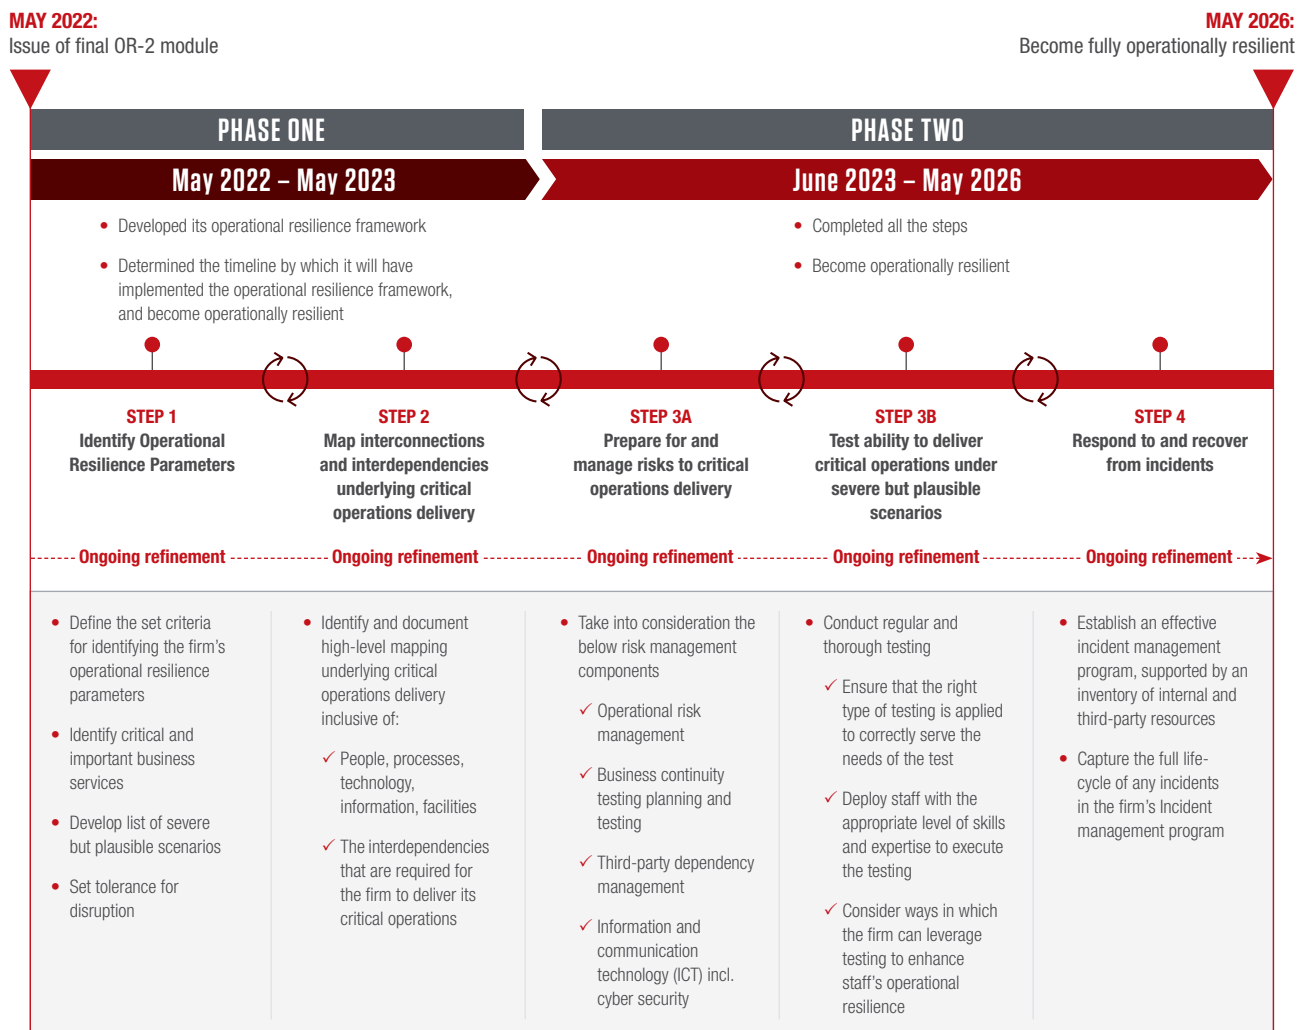 MAY 2022:
Issue of final OR-2 module
MAY 2026:
Become fully operationally resilient
PHASE ONE
PHASE TWO
May 2022 – May 2023
June 2023 – May 2026
• Developed its operational resilience framework
• Determined the timeline by which it will have
implemented the operational resilience framework,
and become operationally resilient
• Completed all the steps
• Become operationally resilient
STEP 1
Identify Operational
Resilience Parameters
STEP 2
Map interconnections
and interdependencies
underlying critical
operations delivery
STEP 3A
Prepare for and
manage risks to critical
operations delivery
STEP 3B
Test ability to deliver
critical operations under
severe but plausible
scenarios
STEP 4
Respond to and recover
from incidents
Ongoing refinement
Ongoing refinement
Ongoing refinement
Ongoing refinement
Ongoing refinement
• Define the set criteria
for identifying the firm's
operational resilience
parameters
• Identify critical and
important business
services
• Develop list of severe
but plausible scenarios
• Set tolerance for
disruption
• Identify and document
high-level mapping
underlying critical
operations delivery
inclusive of:
✓ People, processes,
technology,
information, facilities
✓ The interdependencies
that are required for
the firm to deliver its
critical operations
• Take into consideration the
below risk management
components
✓ Operational risk
management
✓ Business continuity
testing planning and
testing
✓ Third-party dependency
management
✓ Information and
communication
technology (ICT) incl.
cyber security
• Conduct regular and
thorough testing
✓ Ensure that the right
type of testing is applied
to correctly serve the
needs of the test
✓ Deploy staff with the
appropriate level of skills
and expertise to execute
the testing
✓ Consider ways in which
the firm can leverage
testing to enhance
staff's operational
resilience
• Establish an effective
incident management
program, supported by an
inventory of internal and
third-party resources
• Capture the full life-
cycle of any incidents
in the firm's Incident
management program